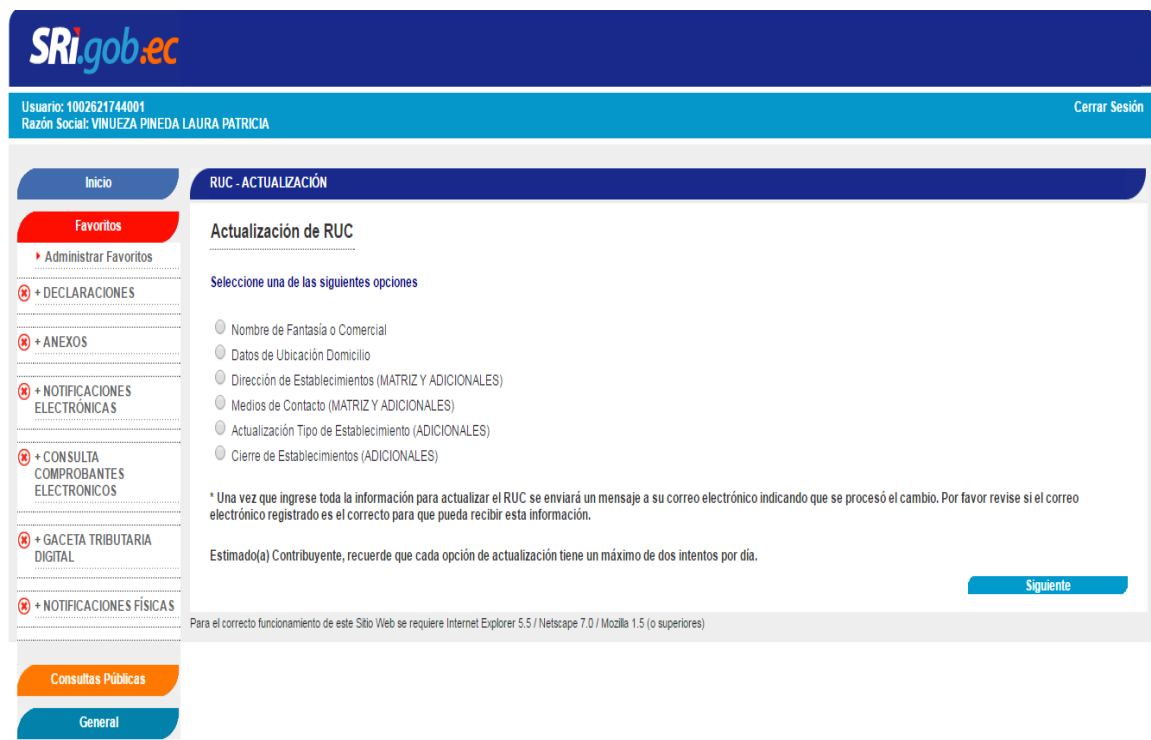 SRi.gob.ec
Usuario: 1002621744001
Razón Social: VINUEZA PINEDA LAURA PATRICIA
Cerrar Sesión
Inicio
Favoritos
Administrar Favoritos
+ DECLARACIONES
+ ANEXOS
+ NOTIFICACIONES
ELECTRÓNICAS
+ CONSULTA
COMPROBANTES
ELECTRONICOS
+ GACETA TRIBUTARIA
DIGITAL
+ NOTIFICACIONES FÍSICAS
Consultas Públicas
General
RUC - ACTUALIZACIÓN
Actualización de RUC
Seleccione una de las siguientes opciones
Nombre de Fantasía o Comercial
Datos de Ubicación Domicilio
Dirección de Establecimientos (MATRIZ Y ADICIONALES)
Medios de Contacto (MATRIZ Y ADICIONALES)
Actualización Tipo de Establecimiento (ADICIONALES)
Cierre de Establecimientos (ADICIONALES)
* Una vez que ingrese toda la información para actualizar el RUC se enviará un mensaje a su correo electrónico indicando que se procesó el cambio. Por favor revise si el correo
electrónico registrado es el correcto para que pueda recibir esta información.
Estimado(a) Contribuyente, recuerde que cada opción de actualización tiene un máximo de dos intentos por día.
Siguiente
Para el correcto funcionamiento de este Sitio Web se requiere Internet Explorer 5.5 / Netscape 7.0 / Mozilla 1.5 (o superiores)